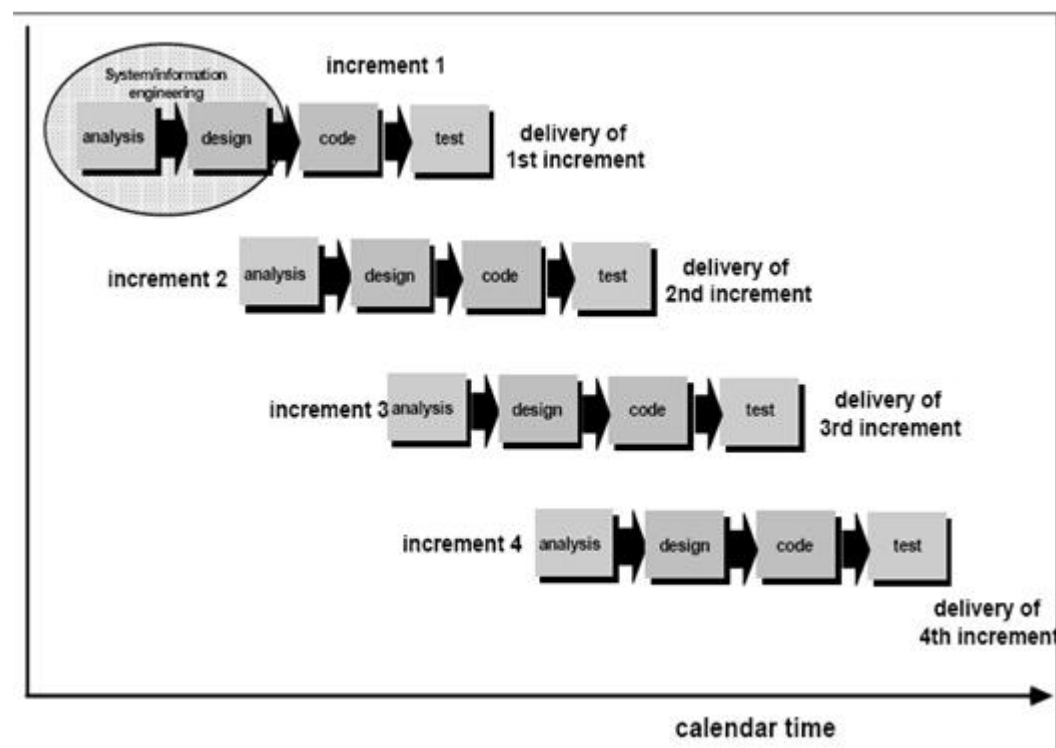 System/information
engineering
increment 1
analysis
design
code
test
delivery of
1st increment
increment 2
analysis
design
code
test
delivery of
2nd increment
increment 3
analysis
design
code
test
delivery of
3rd increment
increment 4
analysis
design
code
test
delivery of
4th increment
calendar time